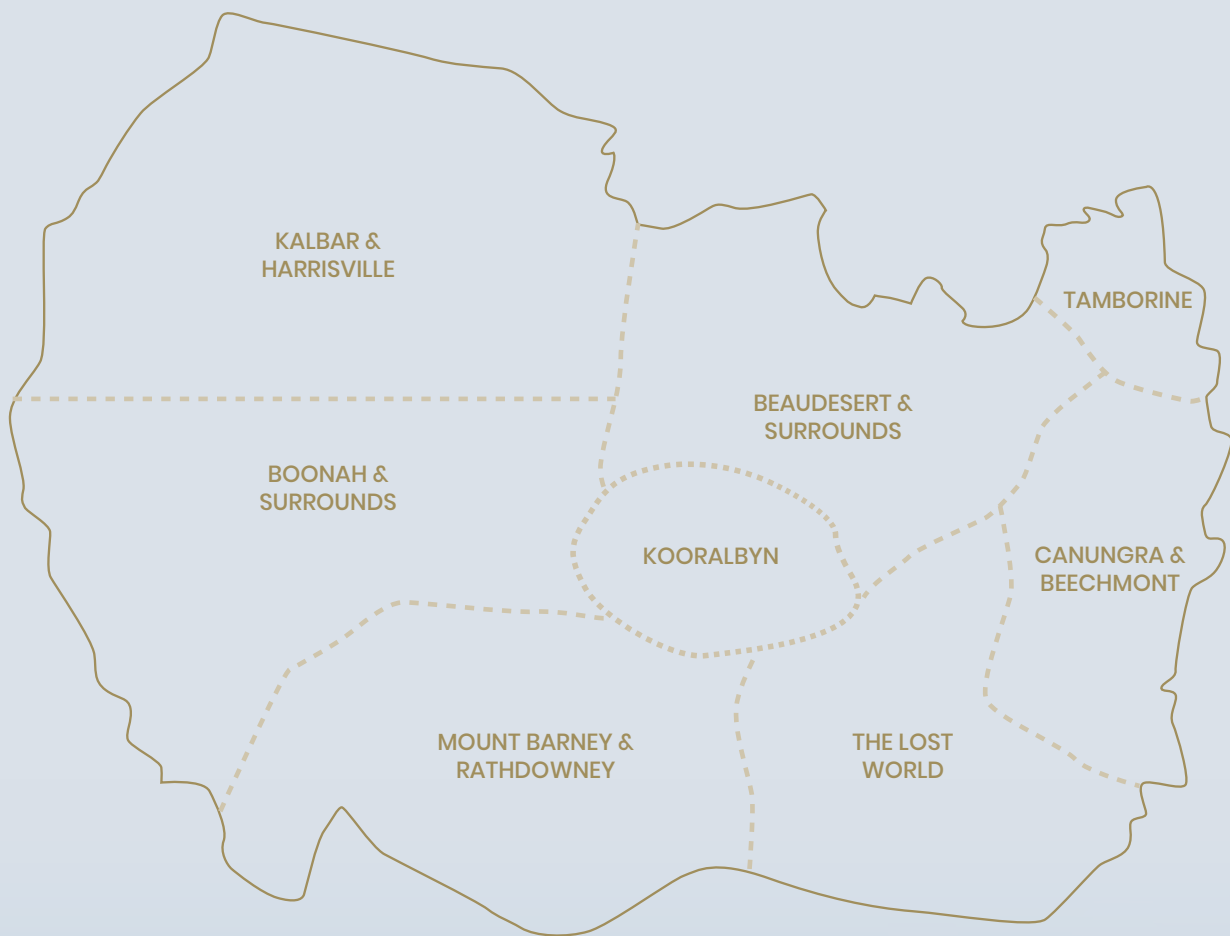 KALBAR &
HARRISVILLE
TAMBORINE
BEAUDESERT &
SURROUNDS
BOONAH &
SURROUNDS
KOORALBYN
CANUNGRA &
BEECHMONT
MOUNT BARNEY &
RATHDOWNEY
THE LOST
WORLD